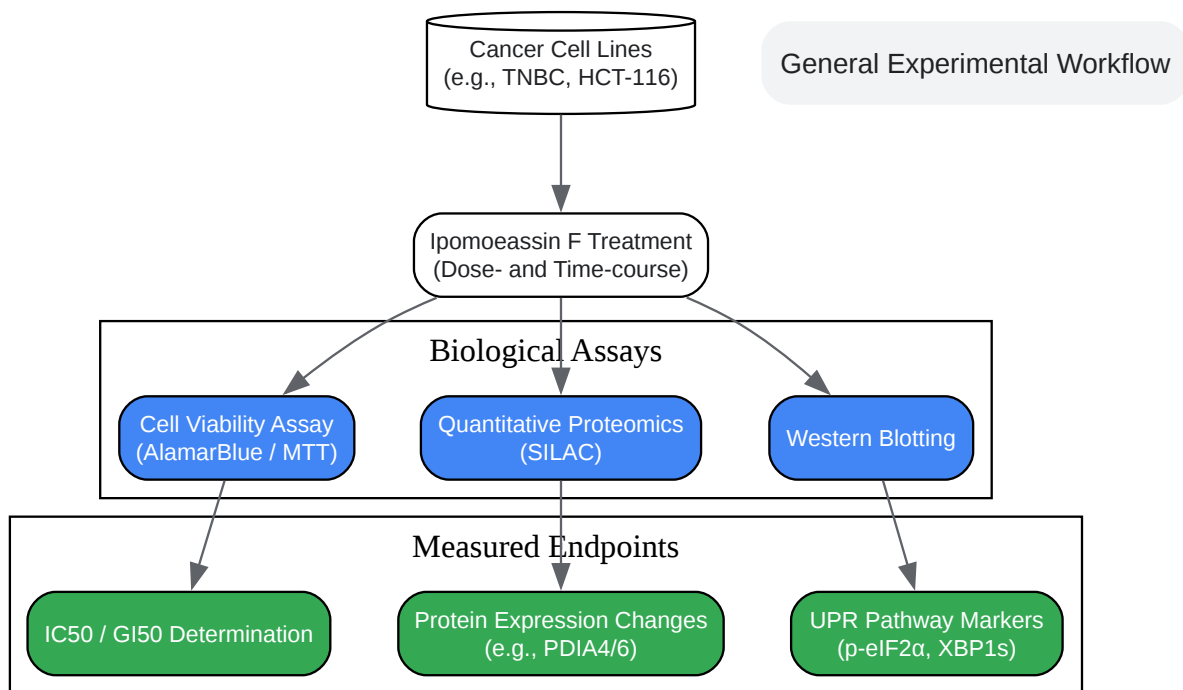 Cancer Cell Lines
(e.g., TNBC, HCT-116)
General Experimental Workflow
Ipomoeassin F Treatment
(Dose- and Time-course)
Biological Assays
Cell Viability Assay
(AlamarBlue / MTT)
Quantitative Proteomics
(SILAC)
Western Blotting
Measured Endpoints
IC50 / GI50 Determination
Protein Expression Changes
(e.g., PDIA4/6)
UPR Pathway Markers
(p-eIF2α, XBP1s)